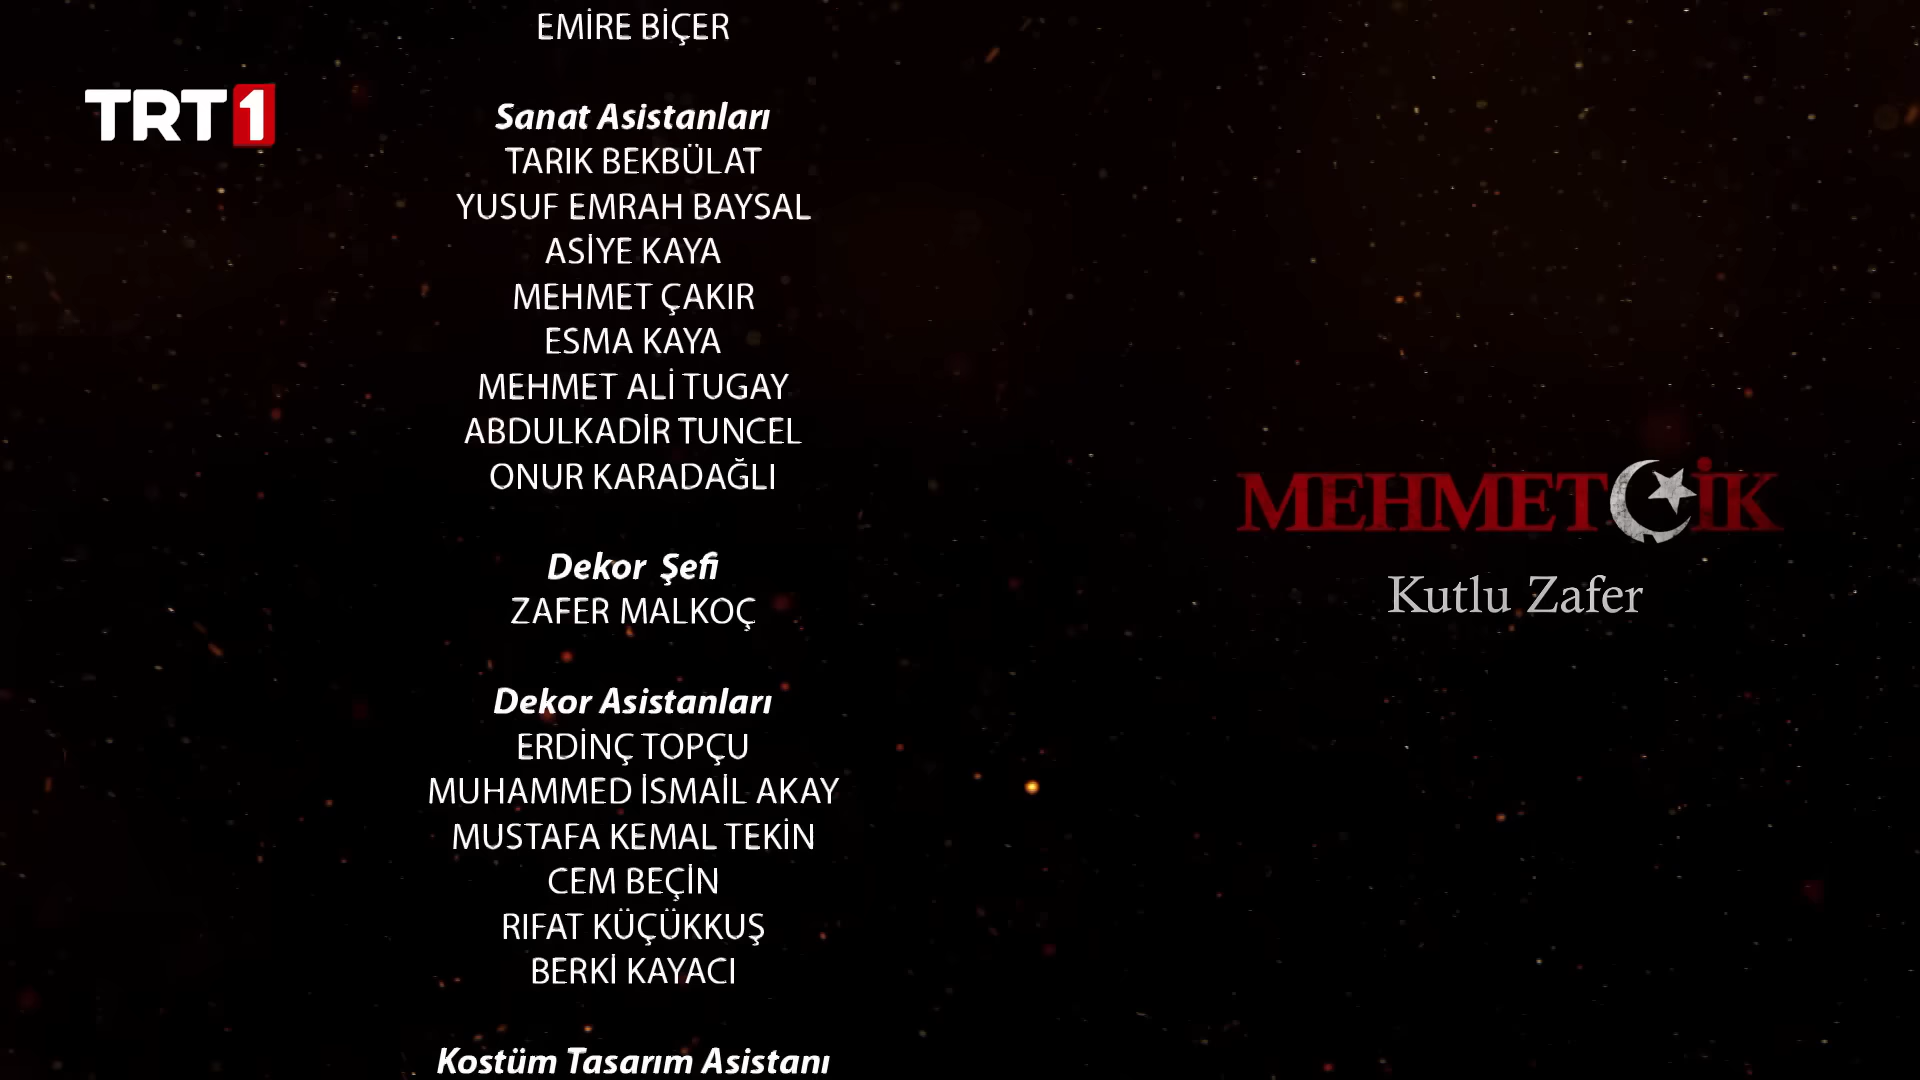 EMİRE BİÇER
TRT 1
Sanat Asistanları
TARIK BEKBÜLAT
YUSUF EMRAH BAYSAL
ASİYE KAYA
MEHMET ÇAKIR
ESMA KAYA
MEHMET ALİ TUGAY
ABDULKADİR TUNCEL
ONUR KARADAĞLI
Dekor Şefi
ZAFER MALKOÇ
Dekor Asistanları
ERDİNÇ TOPÇU
MUHAMMED İSMAİL AKAY
MUSTAFA KEMAL TEKİN
CEM BEÇİN
RIFAT KÜÇÜKKUŞ
BERKİ KAYACI
Kostüm Tasarım Asistanı
MEHMETÇİK
Kutlu Zafer